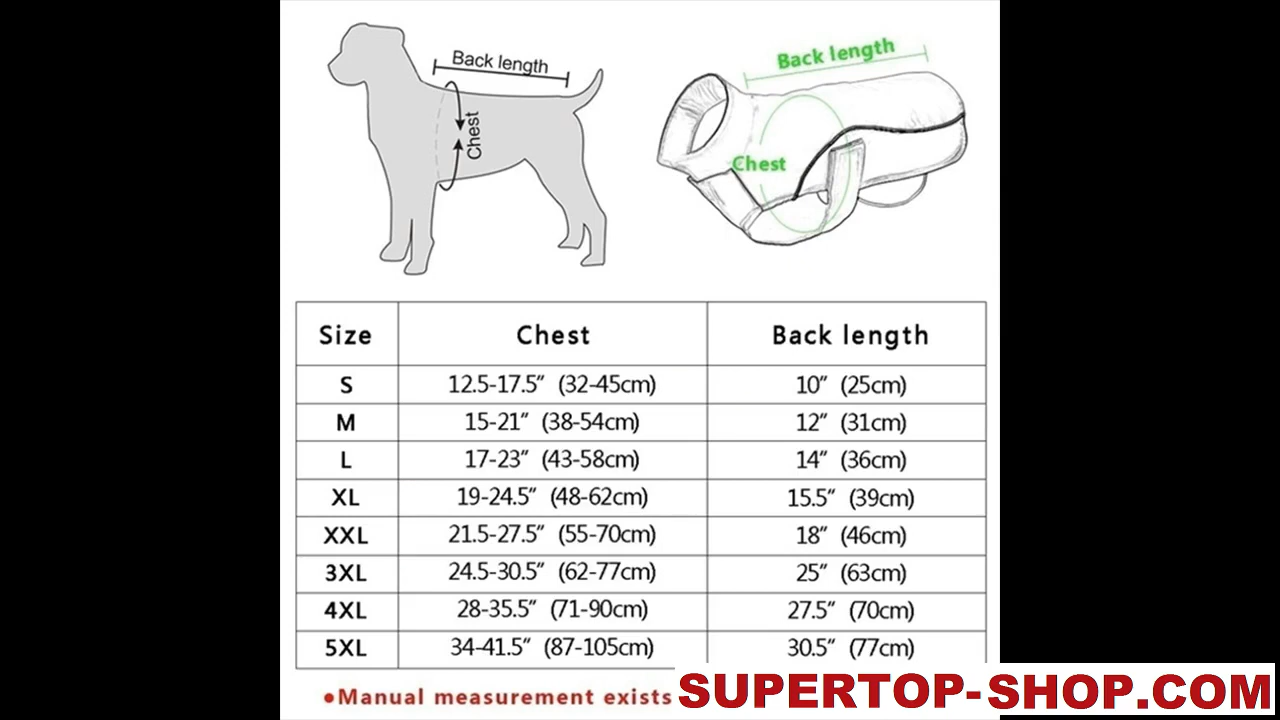 Back length
Chest
Back length
Chest
Size Chest Back length
S 12.5-17.5” (32-45cm) 10” (25cm)
M 15-21” (38-54cm) 12” (31cm)
L 17-23” (43-58cm) 14” (36cm)
XL 19-24.5” (48-62cm) 15.5” (39cm)
XXL 21.5-27.5” (55-70cm) 18” (46cm)
3XL 24.5-30.5” (62-77cm) 25” (63cm)
4XL 28-35.5” (71-90cm) 27.5” (70cm)
5XL 34-41.5” (87-105cm) 30.5” (77cm)
●Manual measurement exists
SUPERTOP-SHOP.COM